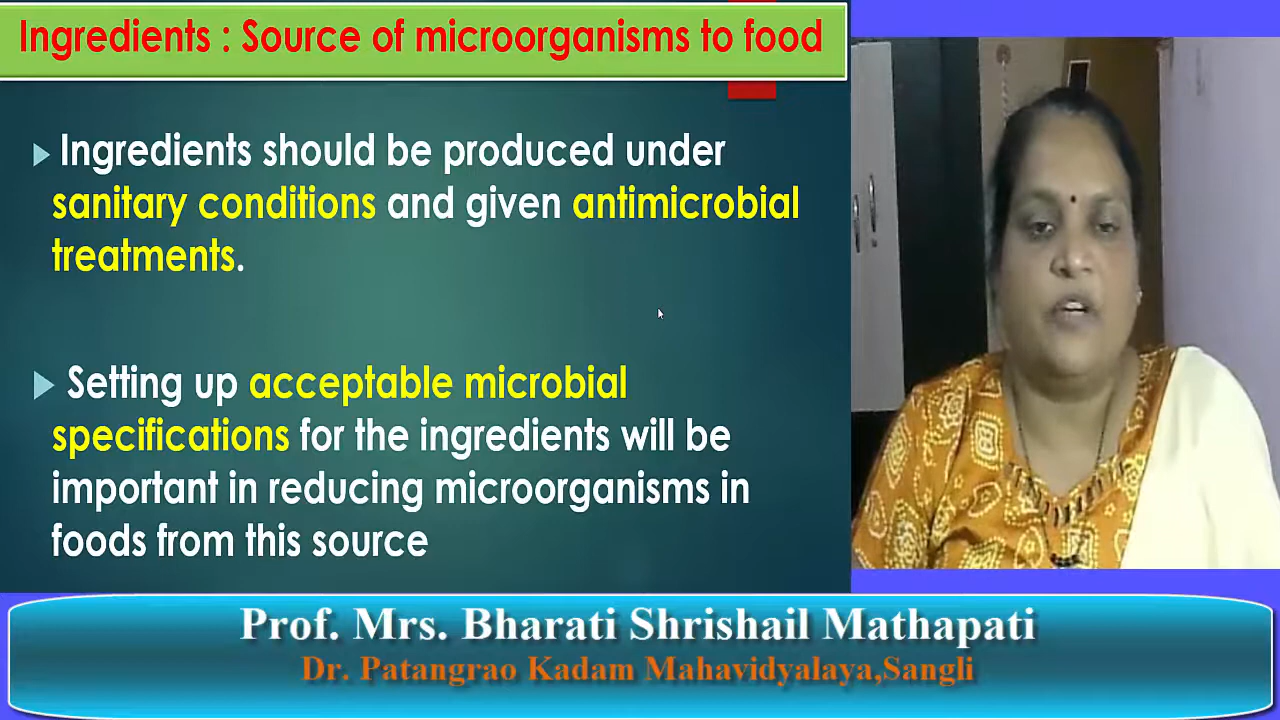 Ingredients : Source of microorganisms to food
Ingredients should be produced under
sanitary conditions and given antimicrobial
treatments.
Setting up acceptable microbial
specifications for the ingredients will be
important in reducing microorganisms in
foods from this source
Prof. Mrs. Bharati Shrishail Mathapati
Dr. Patangrao Kadam Mahavidyalaya,Sangli